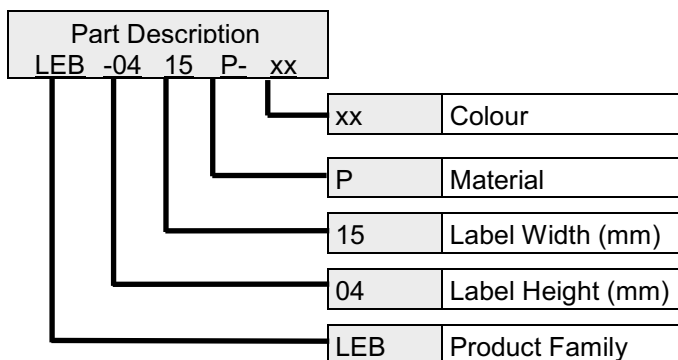 Part Description
LEB -04 15 P- xx
xx Colour
P Material
15 Label Width (mm)
04 Label Height (mm)
LEB Product Family